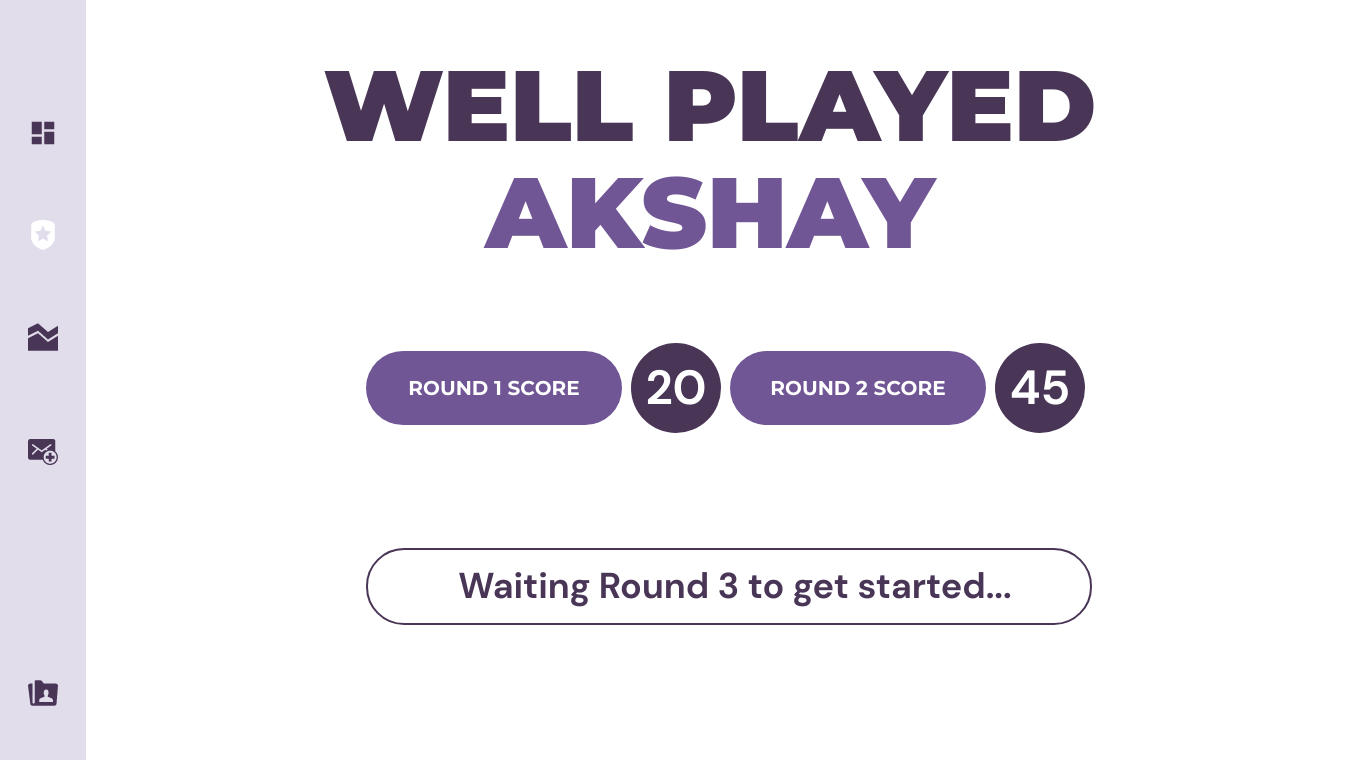 WELL PLAYED
AKSHAY
ROUND 1 SCORE 20 ROUND 2 SCORE 45
Waiting Round 3 to get started...